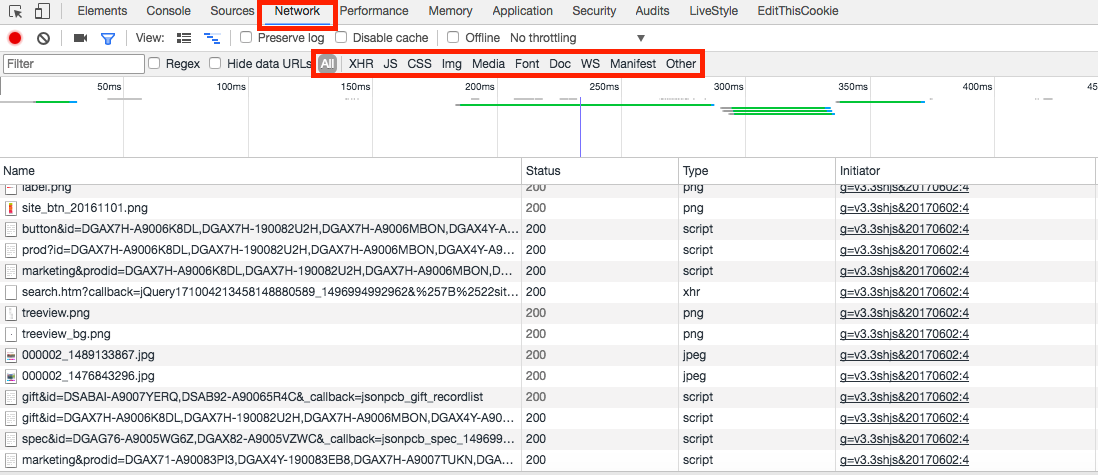 Elements Console Sources Network Performance Memory Application Security Audits LiveStyle EditThisCookie
View: Preserve log Disable cache Offline No throttling ▼
Filter Regex Hide data URLs All XHR JS CSS Img Media Font Doc WS Manifest Other
50ms 100ms 150ms 200ms 250ms 300ms 350ms 400ms 45
Name Status Type Initiator
label.png 200 png g=v3.3shjs&20170602:4
site_btn_20161101.png 200 png g=v3.3shjs&20170602:4
button&id=DGAX7H-A9006K8DL,DGAX7H-190082U2H,DGAX7H-A9006MBON,DGAX4Y-A... 200 script g=v3.3shjs&20170602:4
prod?id=DGAX7H-A9006K8DL,DGAX7H-190082U2H,DGAX7H-A9006MBON,DGAX4Y-A9... 200 script g=v3.3shjs&20170602:4
marketing&prodid=DGAX7H-A9006K8DL,DGAX7H-190082U2H,DGAX7H-A9006MBON,D... 200 script g=v3.3shjs&20170602:4
search.htm?callback=jQuery171004213458148880589_1496994992962&%257B%2522sit... 200 xhr g=v3.3shjs&20170602:4
treeview.png 200 png g=v3.3shjs&20170602:4
treeview_bg.png 200 png g=v3.3shjs&20170602:4
000002_1489133867.jpg 200 jpeg g=v3.3shjs&20170602:4
000002_1476843296.jpg 200 jpeg g=v3.3shjs&20170602:4
gift&id=DSABAI-A9007YERQ,DSAB92-A90065R4C&_callback=jsonpcb_gift_recordlist 200 script g=v3.3shjs&20170602:4
gift&id=DGAX7H-A9006K8DL,DGAX7H-190082U2H,DGAX7H-A9006MBON,DGAX4Y-A90... 200 script g=v3.3shjs&20170602:4
spec&id=DGAG76-A9005WG6Z,DGAX82-A9005VZWC&_callback=jsonpcb_spec_149699... 200 script g=v3.3shjs&20170602:4
marketing&prodid=DGAX71-A90083PI3,DGAX4Y-190083EB8,DGAX7H-A9007TUKN,DGA... 200 script g=v3.3shjs&20170602:4